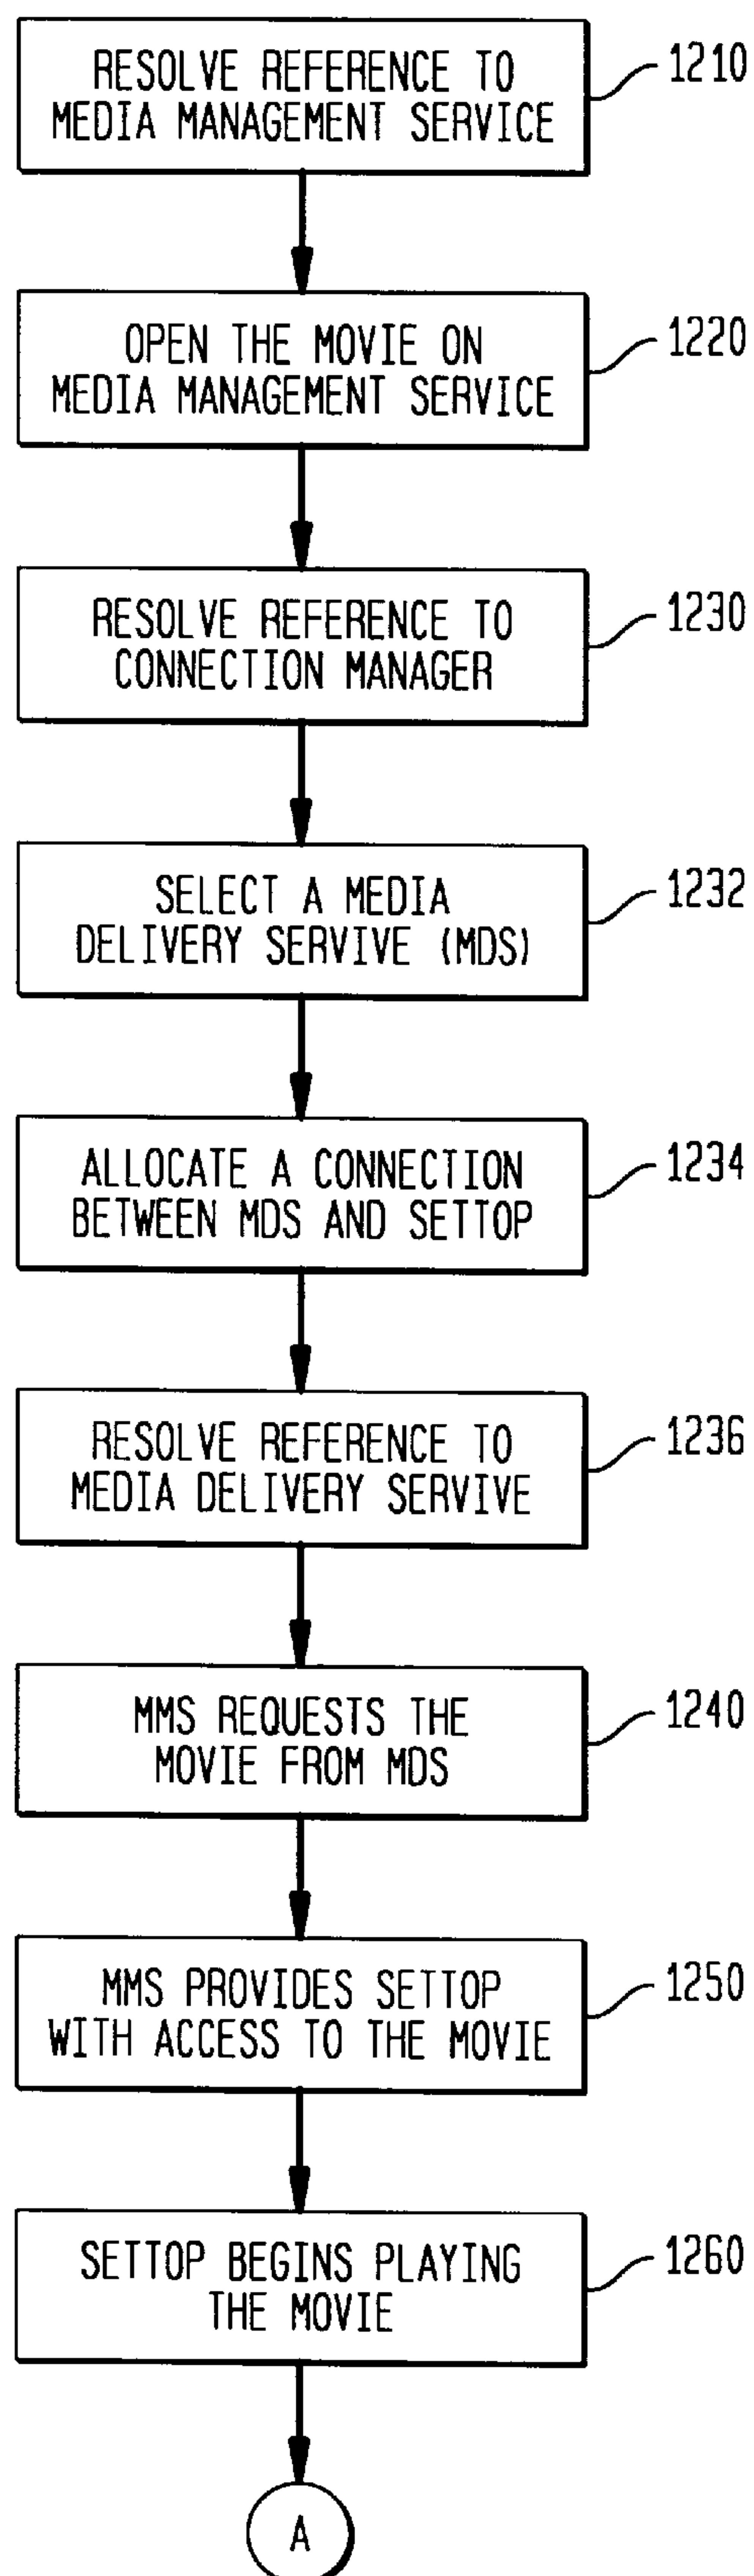 RESOLVE REFERENCE TO
MEDIA MANAGEMENT SERVICE
1210
OPEN THE MOVIE ON
MEDIA MANAGEMENT SERVICE
1220
RESOLVE REFERENCE TO
CONNECTION MANAGER
1230
SELECT A MEDIA
DELIVERY SERVIVE (MDS)
1232
ALLOCATE A CONNECTION
BETWEEN MDS AND SETTOP
1234
RESOLVE REFERENCE TO
MEDIA DELIVERY SERVIVE
1236
MMS REQUESTS THE
MOVIE FROM MDS
1240
MMS PROVIDES SETTOP
WITH ACCESS TO THE MOVIE
1250
SETTOP BEGINS PLAYING
THE MOVIE
1260
A